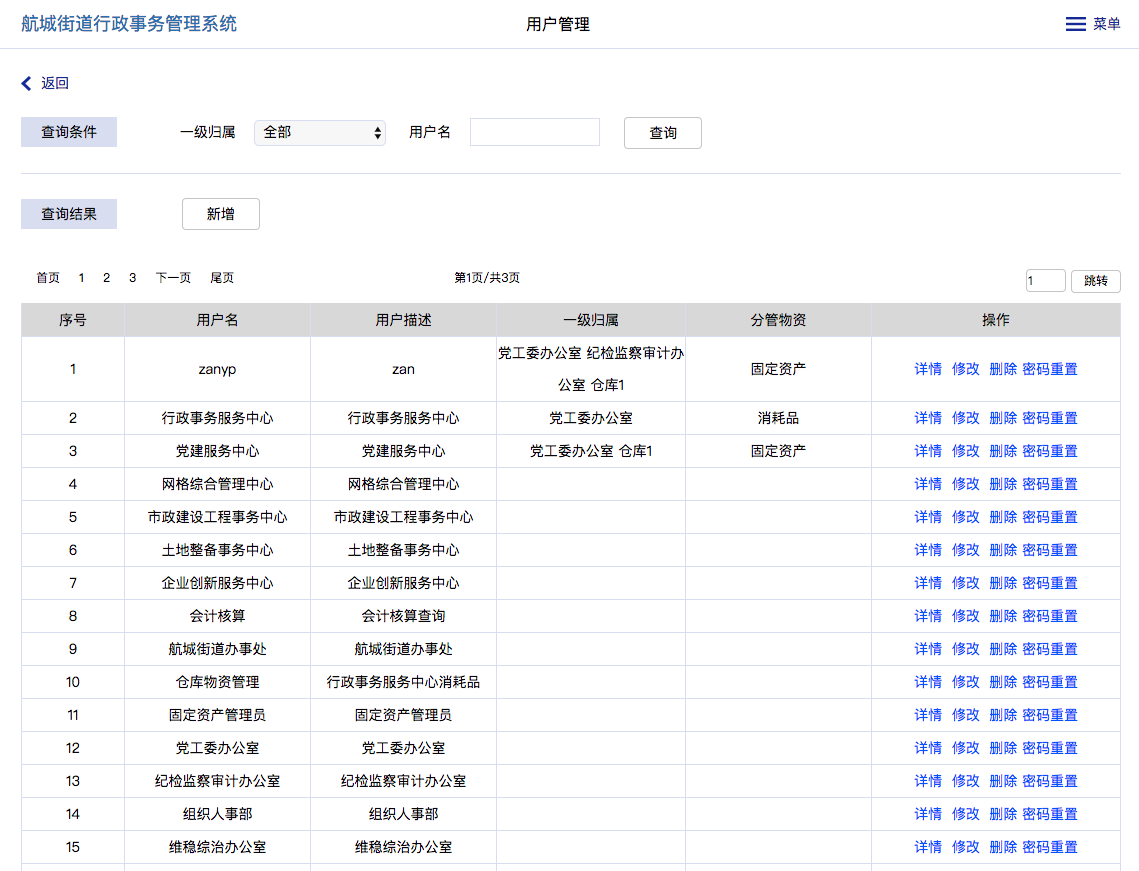 航城街道行政事务管理系统 用户管理 菜单
返回
查询条件 一级归属 全部 用户名 查询
查询结果 新增
首页 1 2 3 下一页 尾页 第1页/共3页 1 跳转
序号 用户名 用户描述 一级归属 分管物资 操作
1 zanyp zan 党工委办公室 纪检监察审计办公室 仓库1 固定资产 详情 修改 删除 密码重置
2 行政事务服务中心 行政事务服务中心 党工委办公室 消耗品 详情 修改 删除 密码重置
3 党建服务中心 党建服务中心 党工委办公室 仓库1 固定资产 详情 修改 删除 密码重置
4 网格综合管理中心 网格综合管理中心 详情 修改 删除 密码重置
5 市政建设工程事务中心 市政建设工程事务中心 详情 修改 删除 密码重置
6 土地整备事务中心 土地整备事务中心 详情 修改 删除 密码重置
7 企业创新服务中心 企业创新服务中心 详情 修改 删除 密码重置
8 会计核算 会计核算查询 详情 修改 删除 密码重置
9 航城街道办事处 航城街道办事处 详情 修改 删除 密码重置
10 仓库物资管理 行政事务服务中心消耗品 详情 修改 删除 密码重置
11 固定资产管理员 固定资产管理员 详情 修改 删除 密码重置
12 党工委办公室 党工委办公室 详情 修改 删除 密码重置
13 纪检监察审计办公室 纪检监察审计办公室 详情 修改 删除 密码重置
14 组织人事部 组织人事部 详情 修改 删除 密码重置
15 维稳综治办公室 维稳综治办公室 详情 修改 删除 密码重置